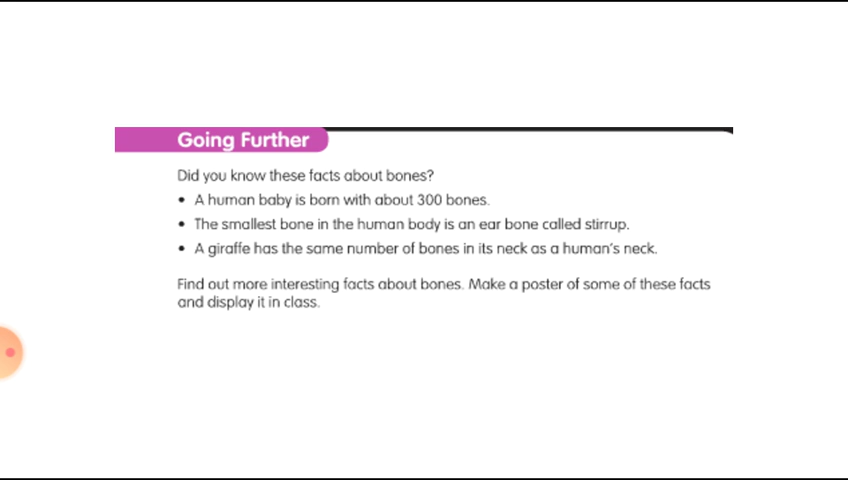 Going Further
Did you know these facts about bones?
• A human baby is born with about 300 bones.
• The smallest bone in the human body is an ear bone called stirrup.
• A giraffe has the same number of bones in its neck as a human's neck.
Find out more interesting facts about bones. Make a poster of some of these facts
and display it in class.